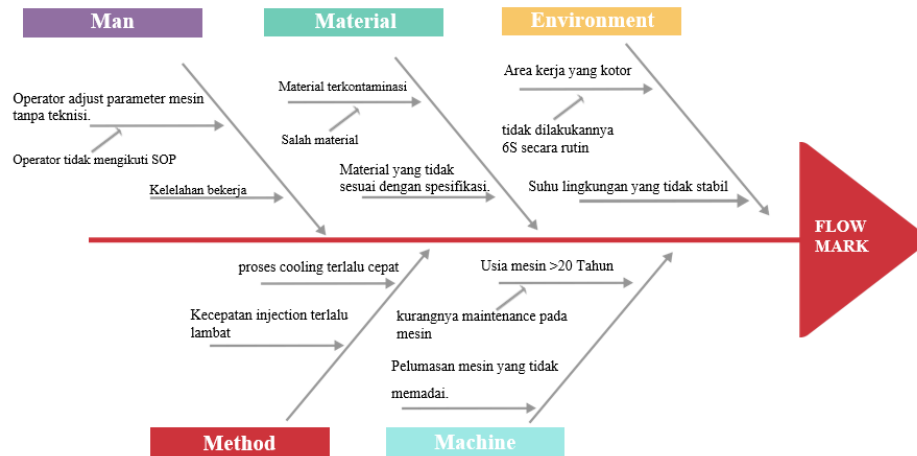 Man
Material
Environment
Operator adjust parameter mesin
tanpa teknisi.
Operator tidak mengikuti SOP
Kelelahan bekerja
Material terkontaminasi
Salah material
Material yang tidak
sesuai dengan spesifikasi.
Area kerja yang kotor
tidak dilakukannya
6S secara rutin
Suhu lingkungan yang tidak stabil
FLOW
MARK
proses cooling terlalu cepat
Kecepatan injection terlalu
lambat
Usia mesin >20 Tahun
kurangnya maintenance pada
mesin
Pelumasan mesin yang tidak
memadai.
Method
Machine